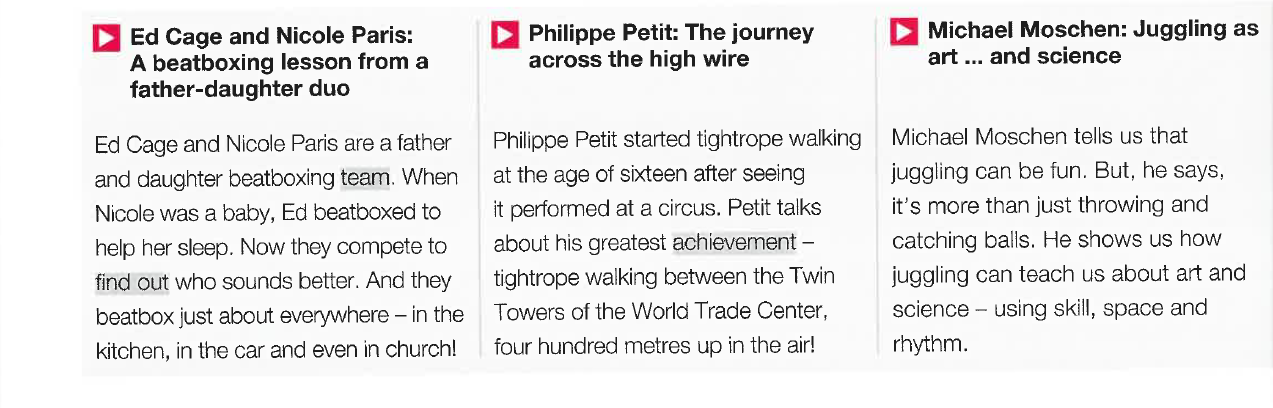 Ed Cage and Nicole Paris:
A beatboxing lesson from a
father-daughter duo
Ed Cage and Nicole Paris are a father
and daughter beatboxing team. When
Nicole was a baby, Ed beatboxed to
help her sleep. Now they compete to
find out who sounds better. And they
beatbox just about everywhere – in the
kitchen, in the car and even in church!
Philippe Petit: The journey
across the high wire
Philippe Petit started tightrope walking
at the age of sixteen after seeing
it performed at a circus. Petit talks
about his greatest achievement –
tightrope walking between the Twin
Towers of the World Trade Center,
four hundred metres up in the air!
Michael Moschen: Juggling as
art ... and science
Michael Moschen tells us that
juggling can be fun. But, he says,
it's more than just throwing and
catching balls. He shows us how
juggling can teach us about art and
science – using skill, space and
rhythm.